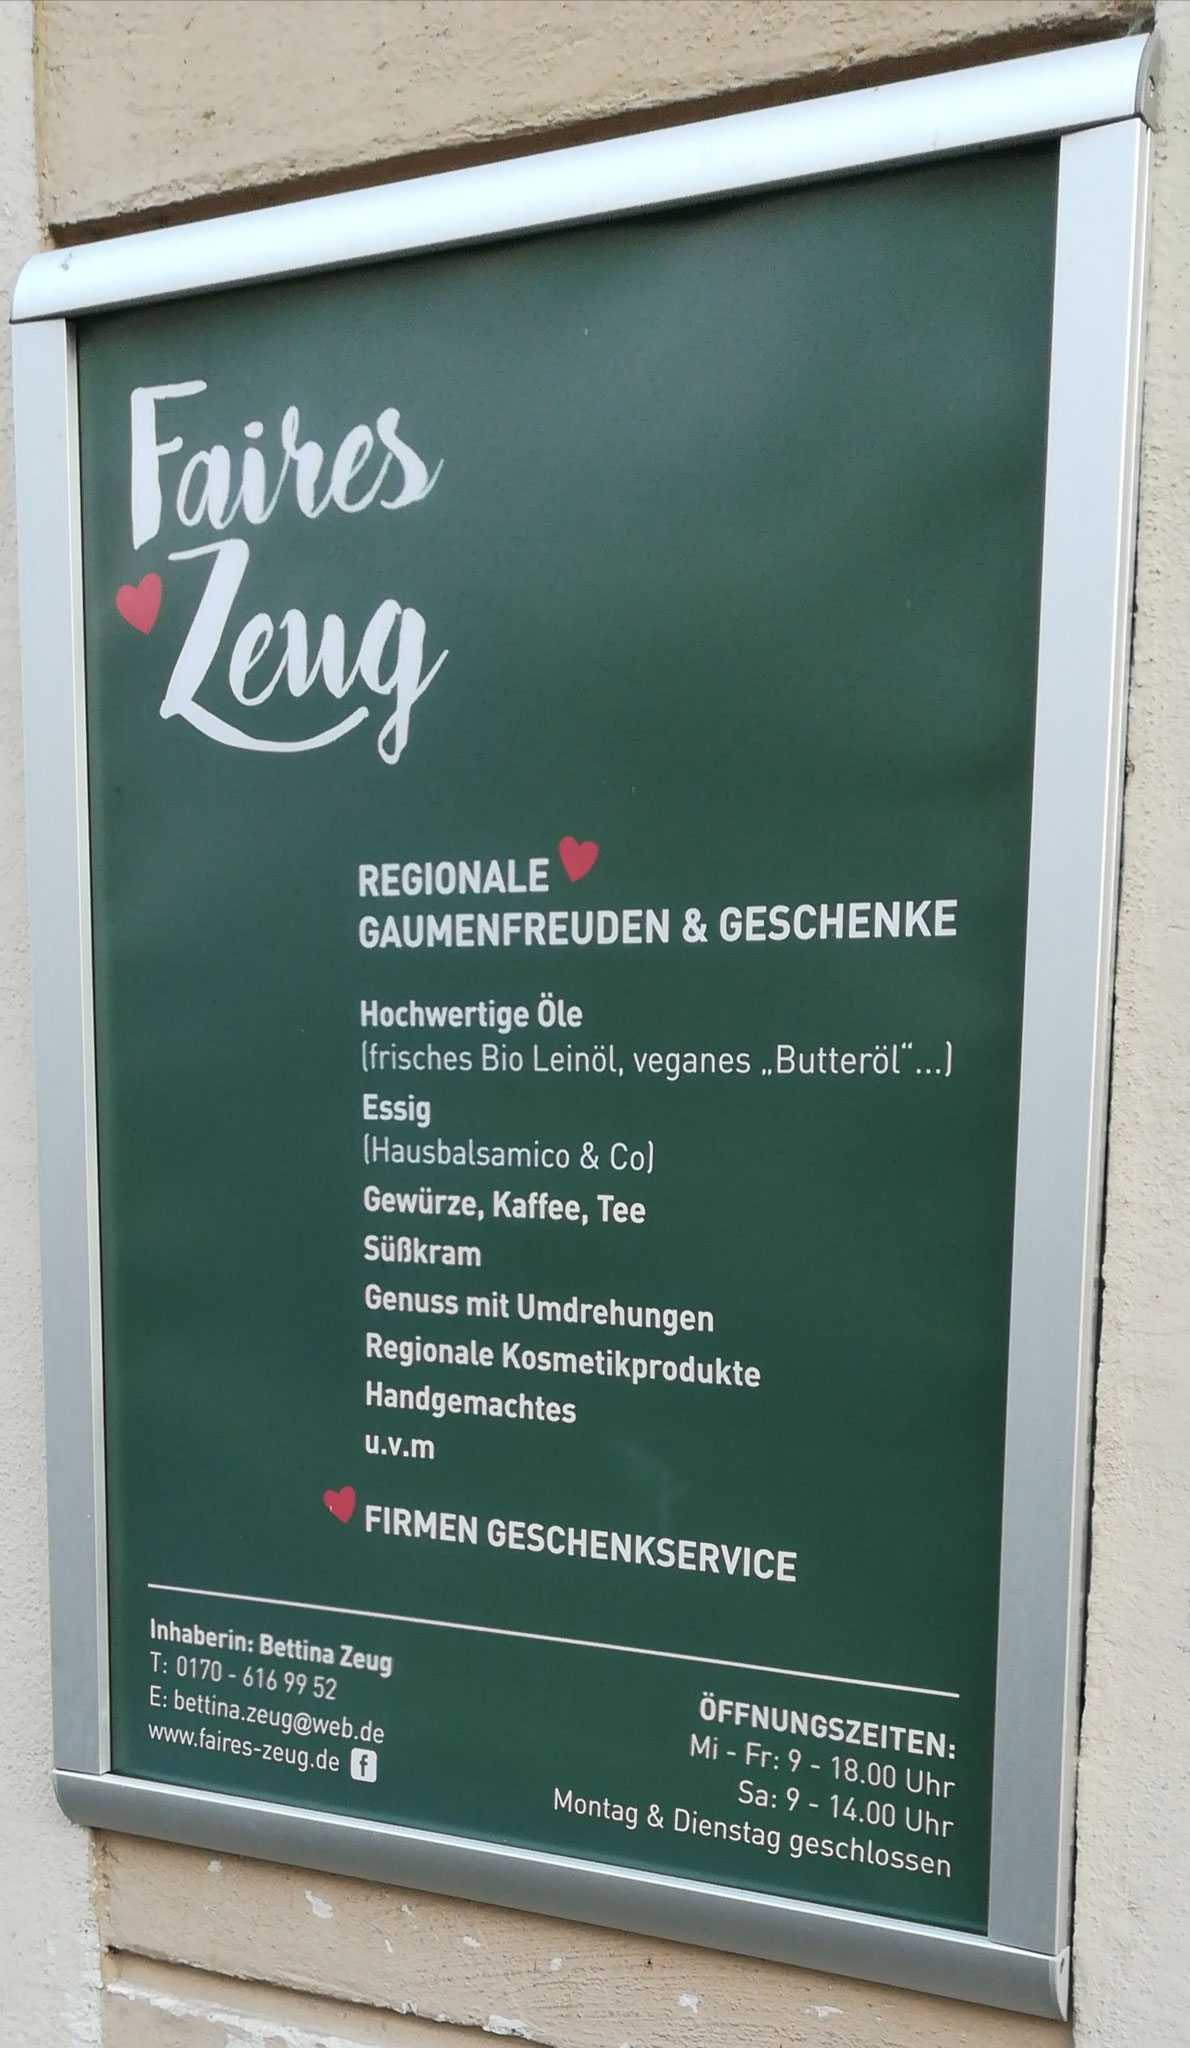 Faires
Zeug
REGIONALE
GAUMENFREUDEN & GESCHENKE
Hochwertige Öle
(frisches Bio Leinöl, veganes „Butteröl“...)
Essig
(Hausbalsamico & Co)
Gewürze, Kaffee, Tee
Süßkram
Genuss mit Umdrehungen
Regionale Kosmetikprodukte
Handgemachtes
u.v.m
FIRMEN GESCHENKSERVICE
Inhaberin: Bettina Zeug
T: 0170 - 616 99 52
E: bettina.zeug@web.de
www.faires-zeug.de f
ÖFFNUNGSZEITEN:
Mi - Fr: 9 - 18.00 Uhr
Sa: 9 - 14.00 Uhr
Montag & Dienstag geschlossen